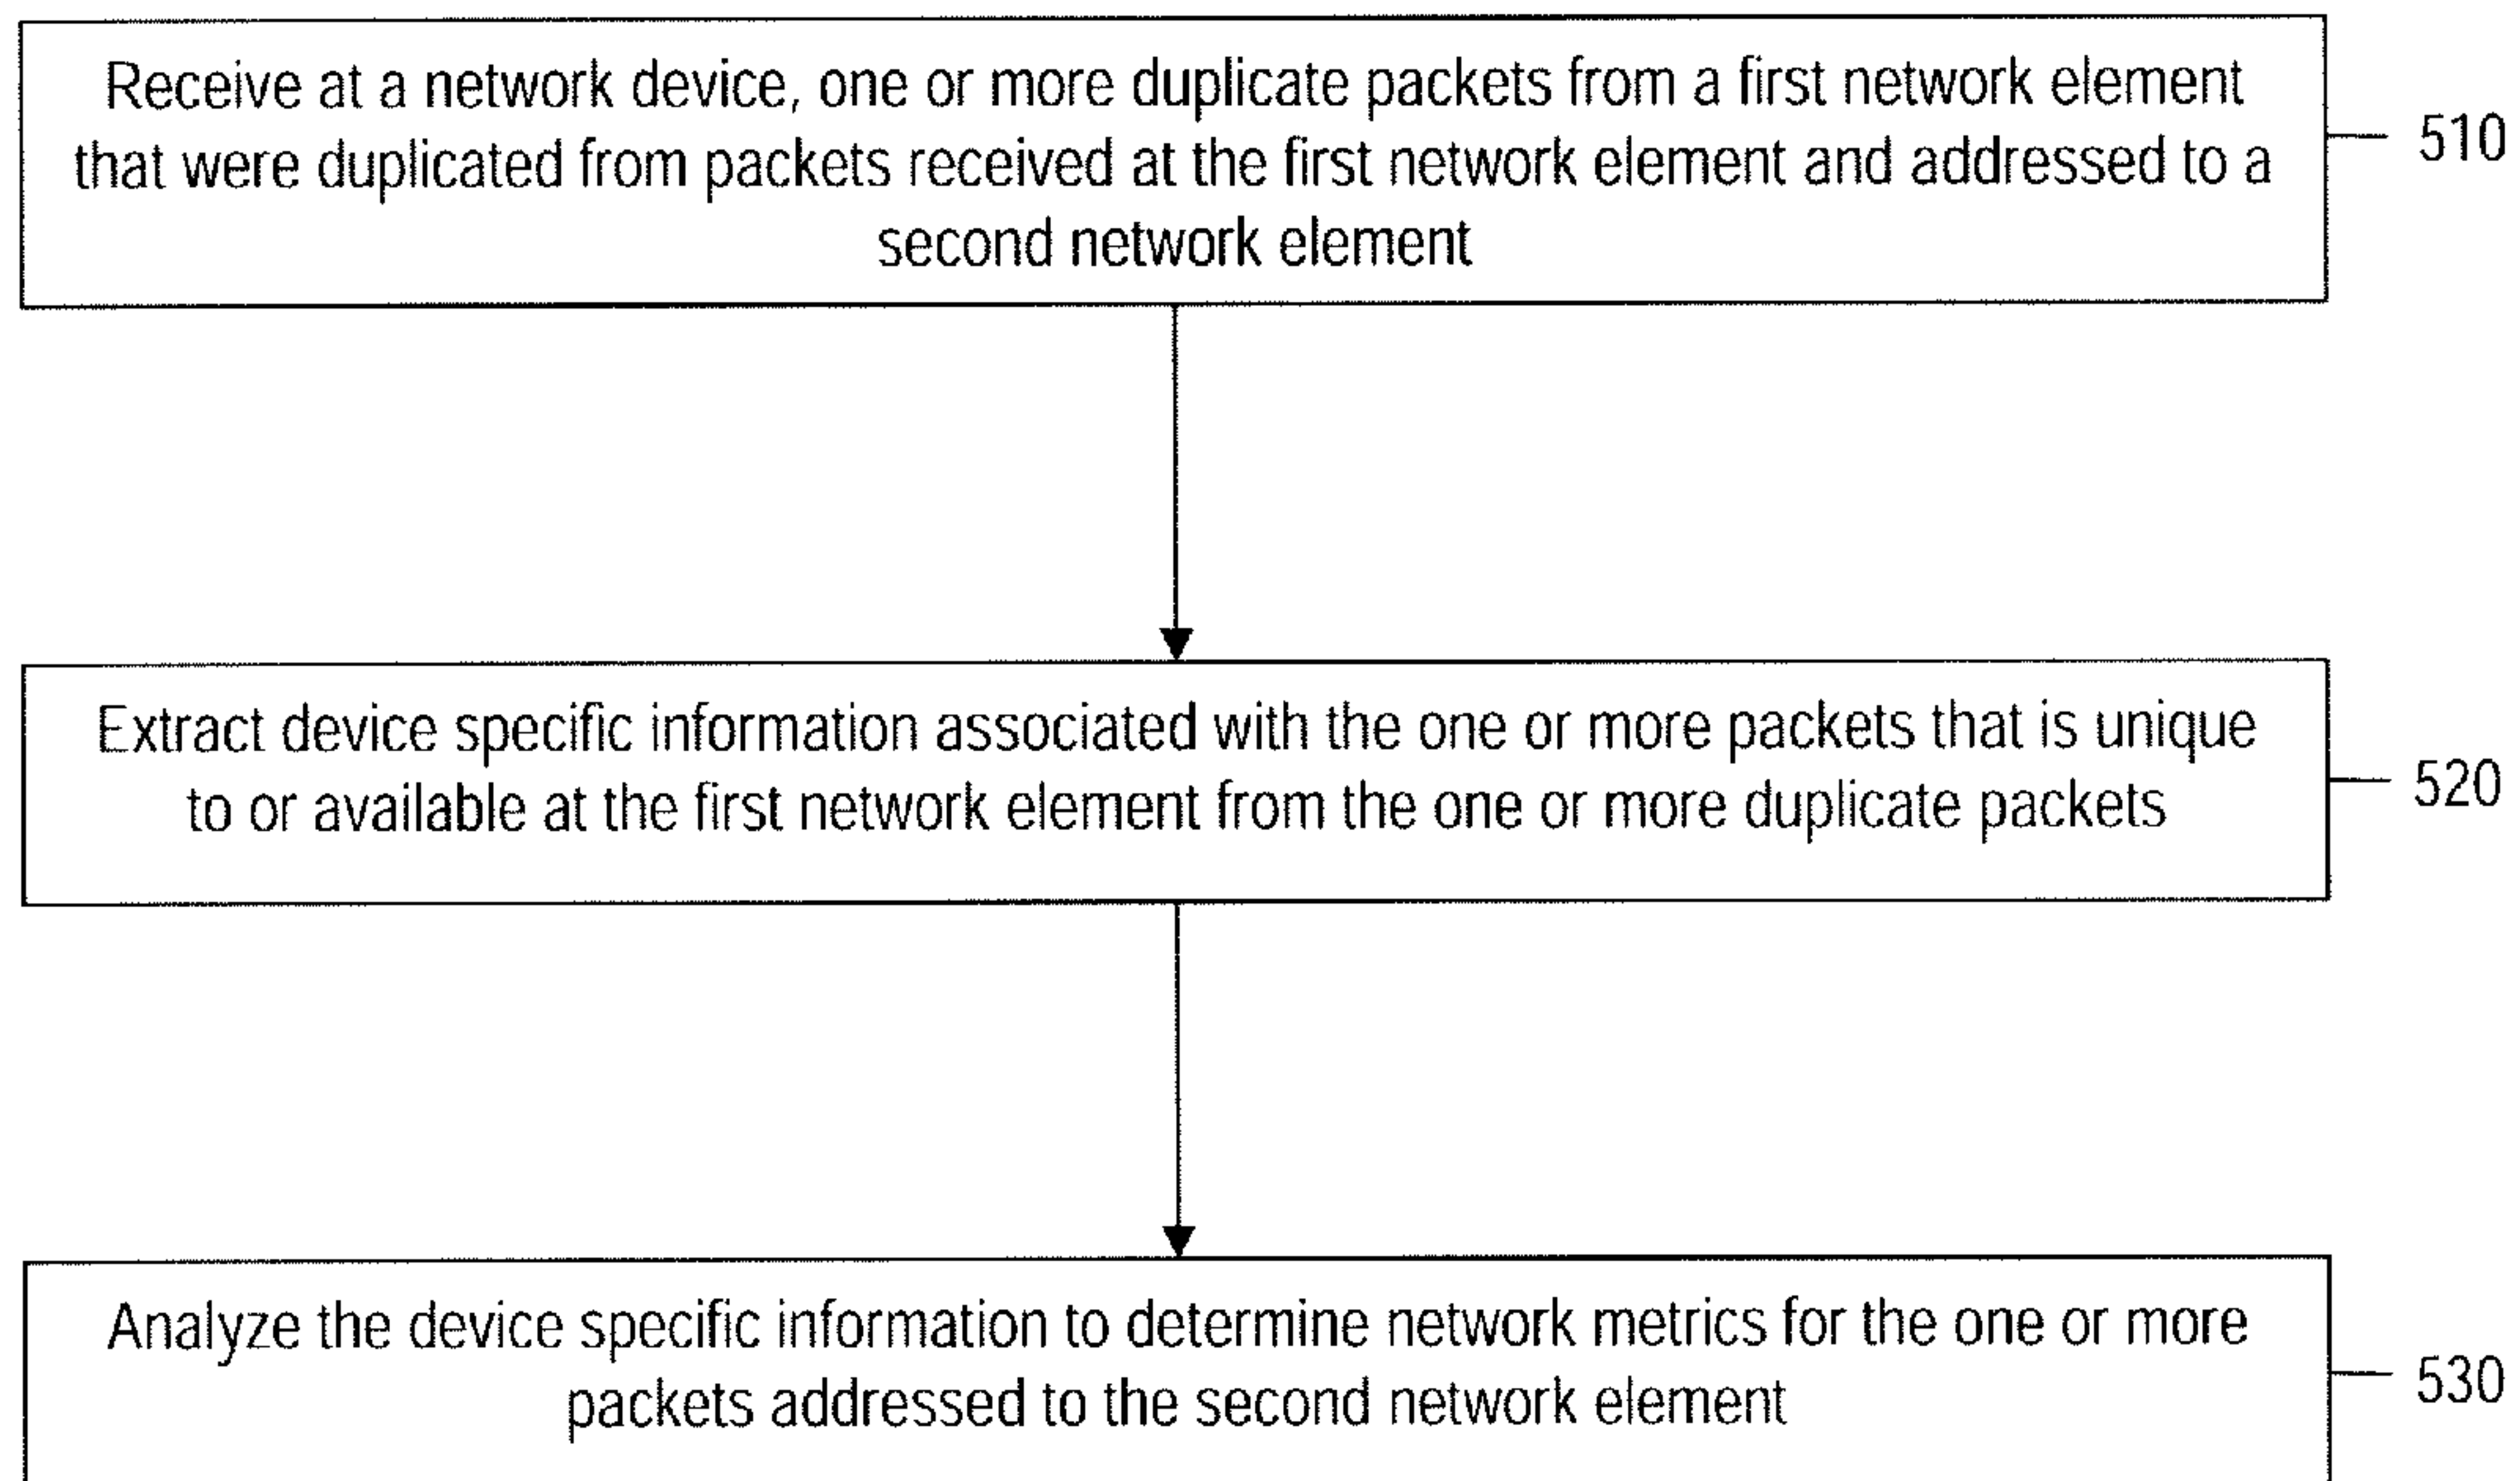 Receive at a network device, one or more duplicate packets from a first network element
that were duplicated from packets received at the first network element and addressed to a
second network element
510
Extract device specific information associated with the one or more packets that is unique
to or available at the first network element from the one or more duplicate packets
520
Analyze the device specific information to determine network metrics for the one or more
packets addressed to the second network element
530